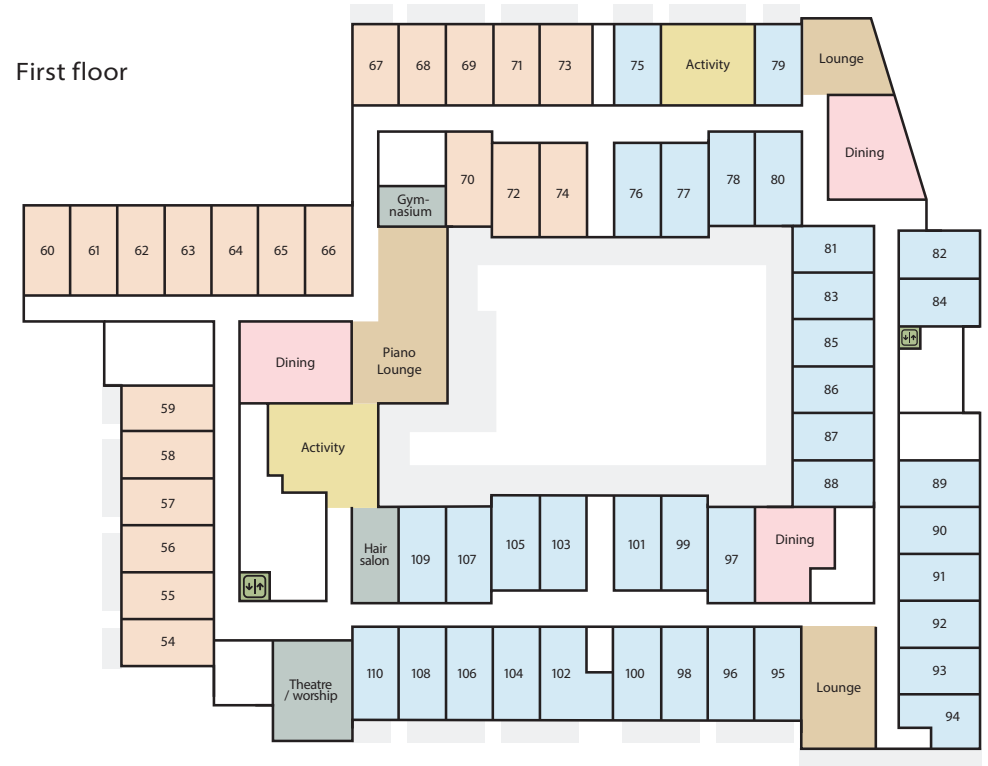 First floor
67 68 69 71 73 75 Activity 79 Lounge
Dining
70 72 74 76 77 78 80
Gym-
nasium
60 61 62 63 64 65 66
81 82
83 84
85
86
87
88
Dining
Piano
Lounge
Activity
59
58
57
56
55
54
89
90
91
92
93
94
Hair
salon
109 107 105 103 101 99 97 Dining
Theatre
/ worship
110 108 106 104 102 100 98 96 95 Lounge